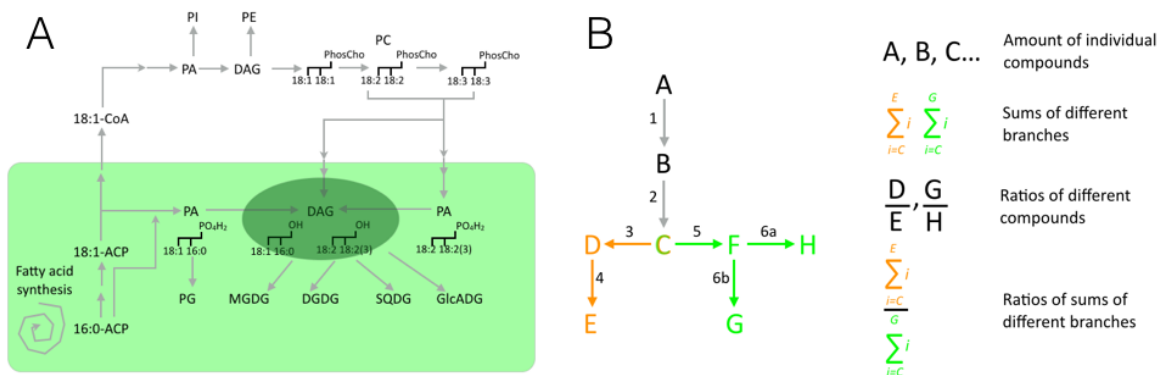 A
PI
PE
PC
PhosCho
PhosCho
PhosCho
PA
DAG
18:1 18:1
18:2 18:2
18:3 18:3
18:1-CoA
PA
DAG
PA
PO₄H₂
OH
OH
PO₄H₂
18:1 16:0
18:1 16:0
18:2 18:2(3)
18:2 18:2(3)
18:1-ACP
Fatty acid
synthesis
PG
MGDG
DGDG
SQDG
GlcADG
16:0-ACP
B
A
1
B
2
D
3
C
5
F
6a
H
4
6b
E
G
A, B, C...
Amount of individual
compounds
E
∑ i
i=C
G
∑ i
i=C
Sums of different
branches
D/E, G/H
Ratios of different
compounds
E
∑ i
i=C
G
∑ i
i=C
Ratios of sums of
different branches